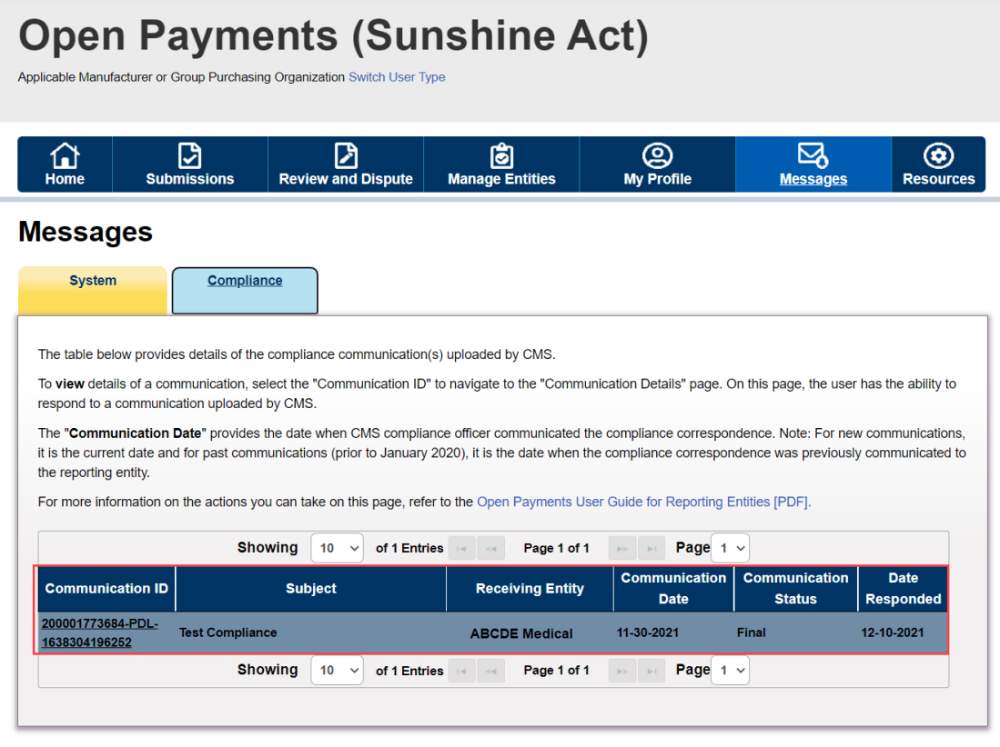 Open Payments (Sunshine Act)
Applicable Manufacturer or Group Purchasing Organization Switch User Type
Home Submissions Review and Dispute Manage Entities My Profile Messages Resources
Messages
System Compliance
The table below provides details of the compliance communication(s) uploaded by CMS.
To view details of a communication, select the "Communication ID" to navigate to the "Communication Details" page. On this page, the user has the ability to
respond to a communication uploaded by CMS.
The "Communication Date" provides the date when CMS compliance officer communicated the compliance correspondence. Note: For new communications,
it is the current date and for past communications (prior to January 2020), it is the date when the compliance correspondence was previously communicated to
the reporting entity.
For more information on the actions you can take on this page, refer to the Open Payments User Guide for Reporting Entities [PDF].
Showing 10 of 1 Entries Page 1 of 1 Page 1
Communication ID Subject Receiving Entity Communication Date Communication Status Date Responded
200001773684-PDL-1638304196252 Test Compliance ABCDE Medical 11-30-2021 Final 12-10-2021
Showing 10 of 1 Entries Page 1 of 1 Page 1